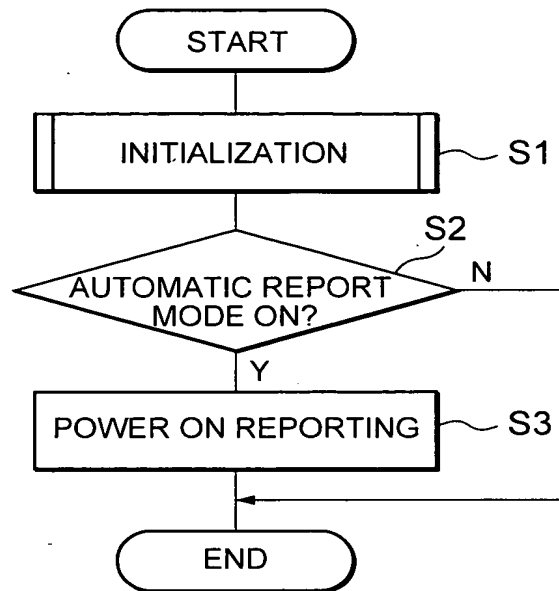 START
INITIALIZATION
S1
S2
AUTOMATIC REPORT
MODE ON?
N
Y
POWER ON REPORTING
S3
END